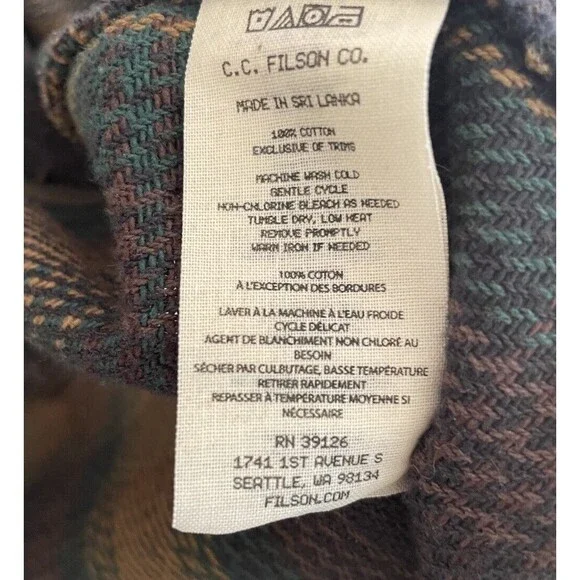 C.C. FILSON CO.
MADE IN SRI LANKA
100% COTTON
EXCLUSIVE OF TRIMS
MACHINE WASH COLD
GENTLE CYCLE
NON-CHLORINE BLEACH AS NEEDED
TUMBLE DRY, LOW HEAT
REMOVE PROMPTLY
WARM IRON IF NEEDED
100% COTON
À L'EXCEPTION DES BORDURES
LAVER À LA MACHINE À L'EAU FROIDE
CYCLE DÉLICAT
AGENT DE BLANCHIMENT NON CHLORÉ AU
BESOIN
SÉCHER PAR CULBUTAGE, BASSE TEMPÉRATURE
RETIRER RAPIDEMENT
REPASSER À TEMPÉRATURE MOYENNE SI
NÉCESSAIRE
RN 39126
1741 1ST AVENUE S
SEATTLE, WA 98134
FILSON.COM